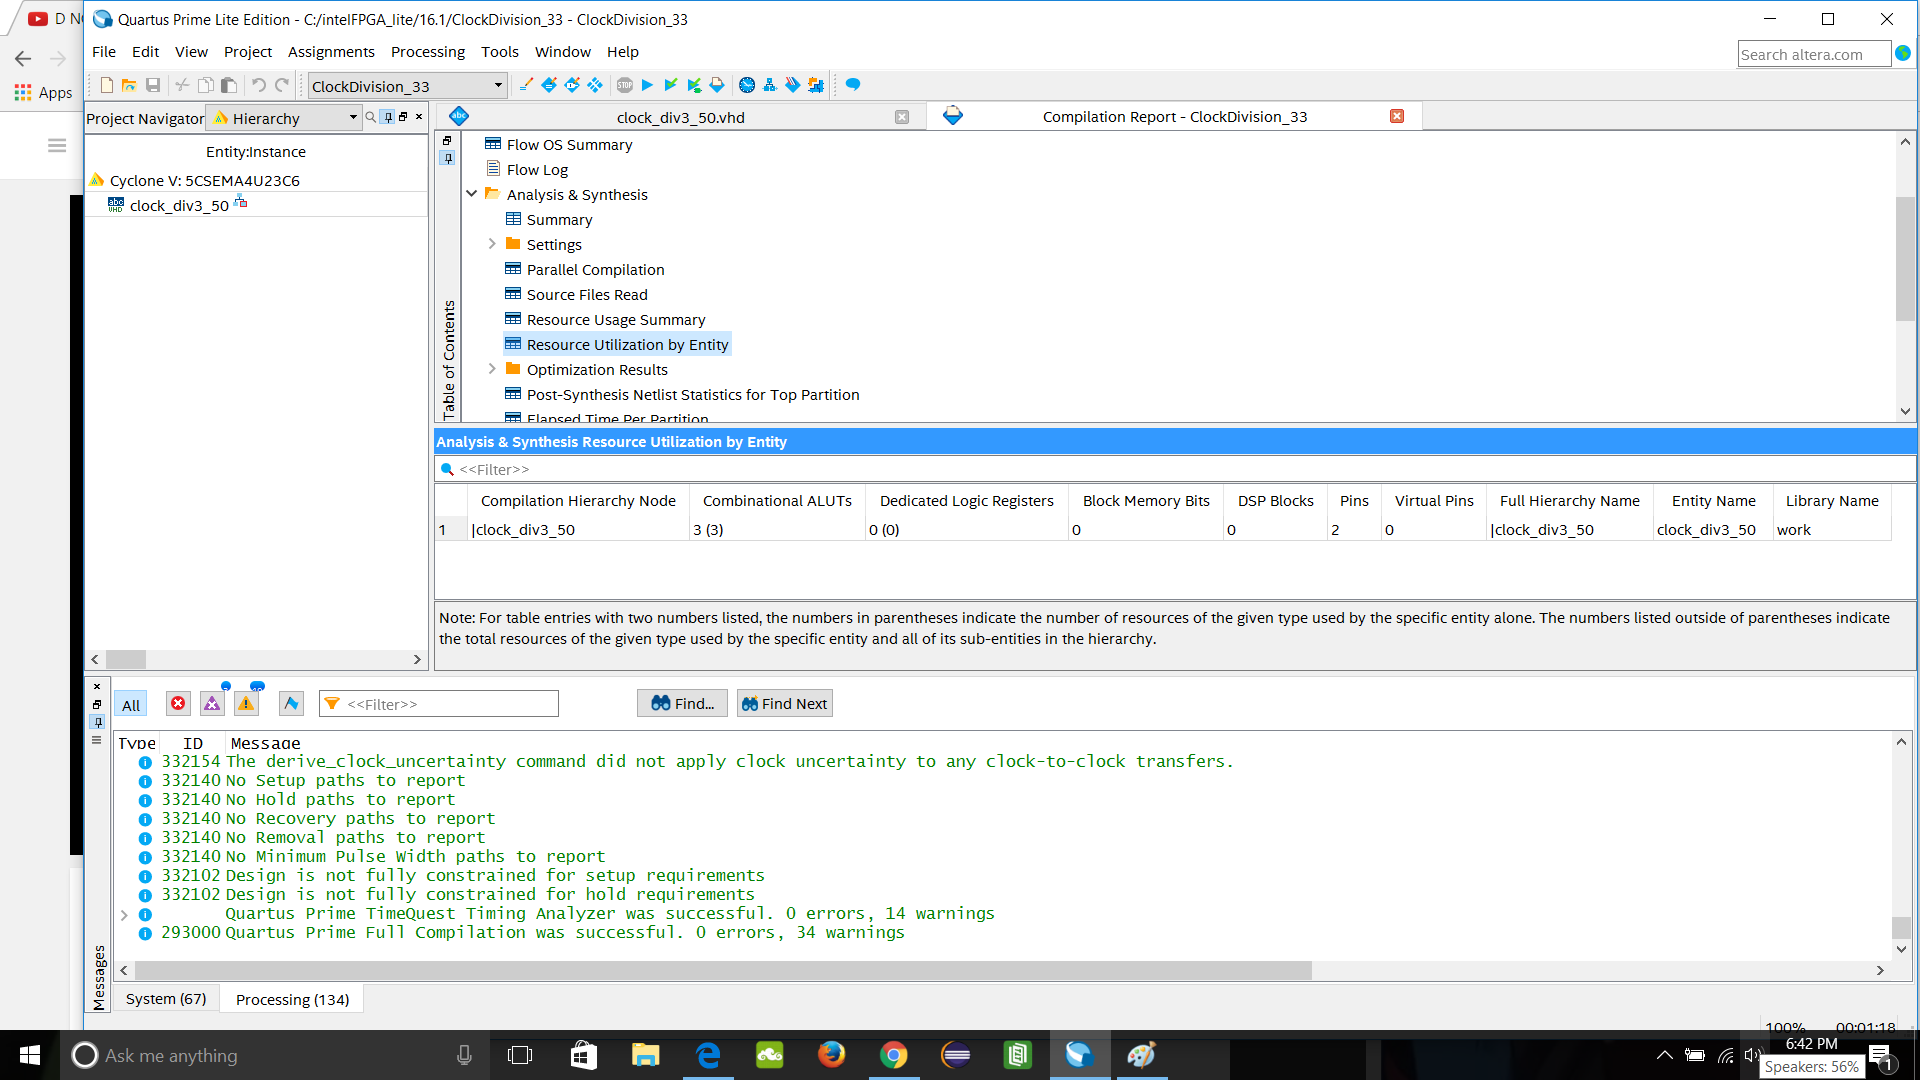 D N
Quartus Prime Lite Edition - C:/intelFPGA_lite/16.1/ClockDivision_33 - ClockDivision_33
File Edit View Project Assignments Processing Tools Window Help
Search altera.com
Apps
ClockDivision_33
STOP
Project Navigator Hierarchy
clock_div3_50.vhd
Compilation Report - ClockDivision_33
Entity:Instance
Cyclone V: 5CSEMA4U23C6
clock_div3_50
Table of Contents
Flow OS Summary
Flow Log
Analysis & Synthesis
Summary
Settings
Parallel Compilation
Source Files Read
Resource Usage Summary
Resource Utilization by Entity
Optimization Results
Post-Synthesis Netlist Statistics for Top Partition
Elapsed Time Per Partition
Analysis & Synthesis Resource Utilization by Entity
<<Filter>>
Compilation Hierarchy Node Combinational ALUTs Dedicated Logic Registers Block Memory Bits DSP Blocks Pins Virtual Pins Full Hierarchy Name Entity Name Library Name
1 |clock_div3_50 3 (3) 0 (0) 0 0 2 0 |clock_div3_50 clock_div3_50 work
Note: For table entries with two numbers listed, the numbers in parentheses indicate the number of resources of the given type used by the specific entity alone. The numbers listed outside of parentheses indicate
the total resources of the given type used by the specific entity and all of its sub-entities in the hierarchy.
All <<Filter>> Find... Find Next
Type ID Message
332154 The derive_clock_uncertainty command did not apply clock uncertainty to any clock-to-clock transfers.
332140 No Setup paths to report
332140 No Hold paths to report
332140 No Recovery paths to report
332140 No Removal paths to report
332140 No Minimum Pulse Width paths to report
332102 Design is not fully constrained for setup requirements
332102 Design is not fully constrained for hold requirements
Quartus Prime TimeQuest Timing Analyzer was successful. 0 errors, 14 warnings
293000 Quartus Prime Full Compilation was successful. 0 errors, 34 warnings
Messages
System (67) Processing (134)
100% 00:01:18
Ask me anything
6:42 PM
Speakers: 56%
1